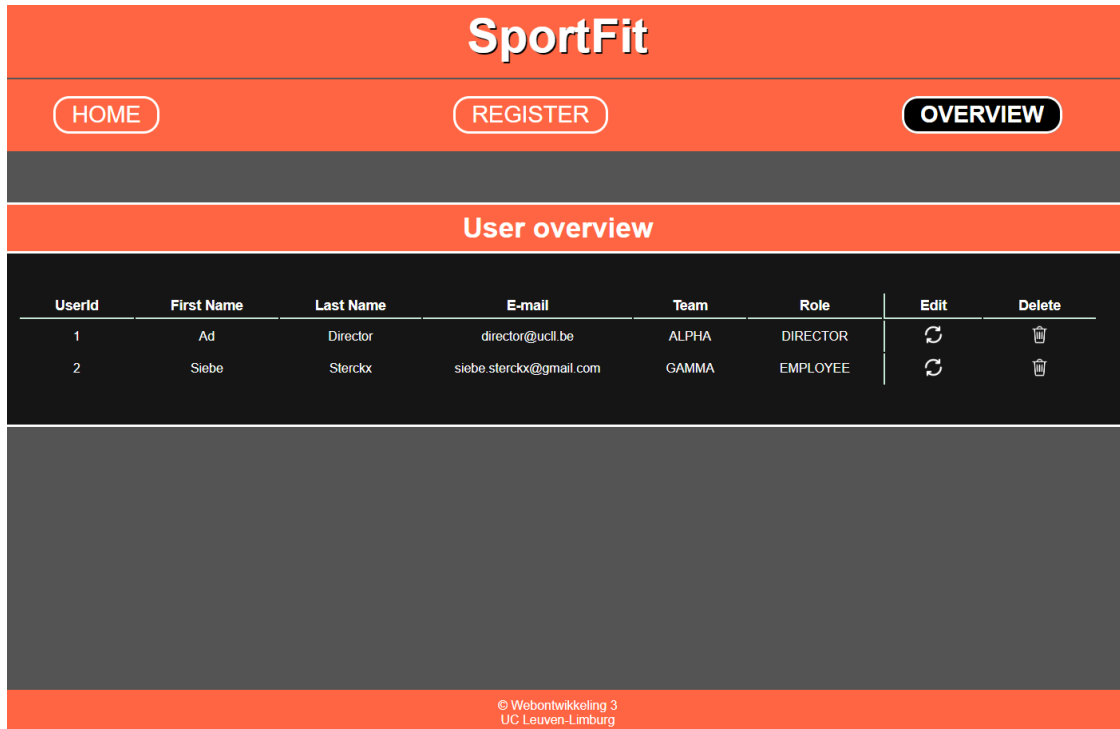 SportFit
HOME REGISTER OVERVIEW
User overview
UserId First Name Last Name E-mail Team Role Edit Delete
1 Ad Director director@ucll.be ALPHA DIRECTOR
2 Siebe Sterckx siebe.sterckx@gmail.com GAMMA EMPLOYEE
© Webontwikkeling 3
UC Leuven-Limburg